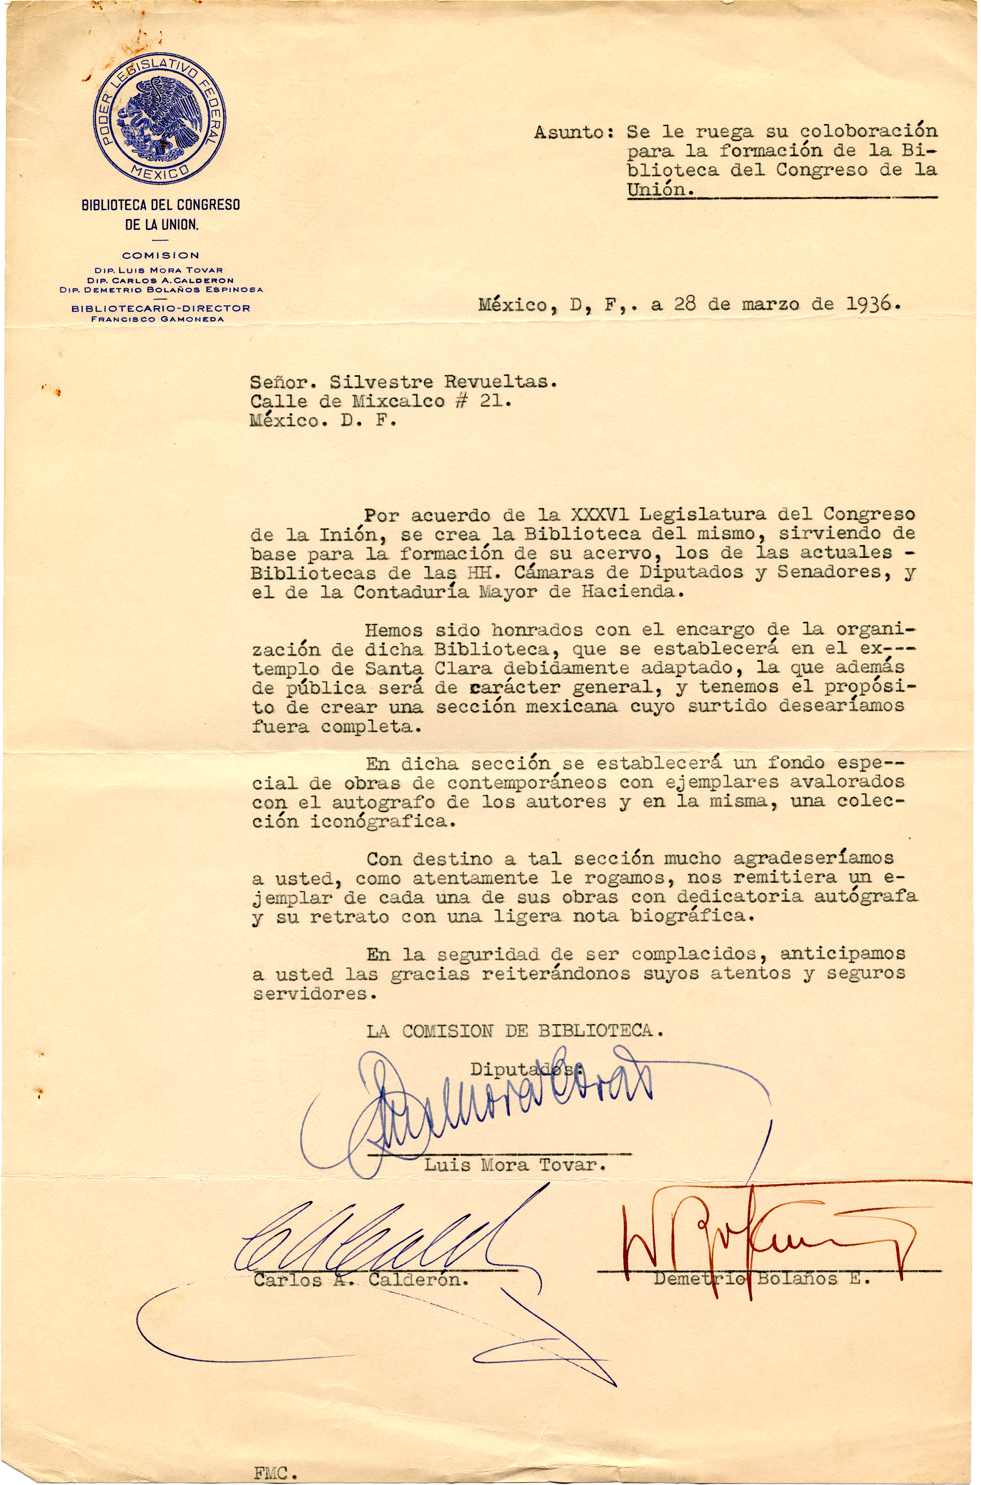 PODER LEGISLATIVO FEDERAL
MEXICO
BIBLIOTECA DEL CONGRESO
DE LA UNION.
COMISION
DIP. LUIS MORA TOVAR
DIP. CARLOS A. CALDERON
DIP. DEMETRIO BOLAÑOS ESPINOSA
BIBLIOTECARIO-DIRECTOR
FRANCISCO GAMONEDA
Asunto: Se le ruega su coloboración
para la formación de la Bi-
blioteca del Congreso de la
Unión.
México, D, F,. a 28 de marzo de 1936.
Señor. Silvestre Revueltas.
Calle de Mixcalco # 21.
México. D. F.
Por acuerdo de la XXXVl Legislatura del Congreso
de la Inión, se crea la Biblioteca del mismo, sirviendo de
base para la formación de su acervo, los de las actuales -
Bibliotecas de las HH. Cámaras de Diputados y Senadores, y
el de la Contaduría Mayor de Hacienda.
Hemos sido honrados con el encargo de la organi-
zación de dicha Biblioteca, que se establecerá en el ex---
templo de Santa Clara debidamente adaptado, la que además
de pública será de carácter general, y tenemos el propósi-
to de crear una sección mexicana cuyo surtido desearíamos
fuera completa.
En dicha sección se establecerá un fondo espe--
cial de obras de contemporáneos con ejemplares avalorados
con el autografo de los autores y en la misma, una colec-
ción iconógrafica.
Con destino a tal sección mucho agradeseríamos
a usted, como atentamente le rogamos, nos remitiera un e-
jemplar de cada una de sus obras con dedicatoria autógrafa
y su retrato con una ligera nota biográfica.
En la seguridad de ser complacidos, anticipamos
a usted las gracias reiterándonos suyos atentos y seguros
servidores.
LA COMISION DE BIBLIOTECA.
Diputados:
Luis Mora Tovar.
Carlos A. Calderón.
Demetrio Bolaños E.
FMC.